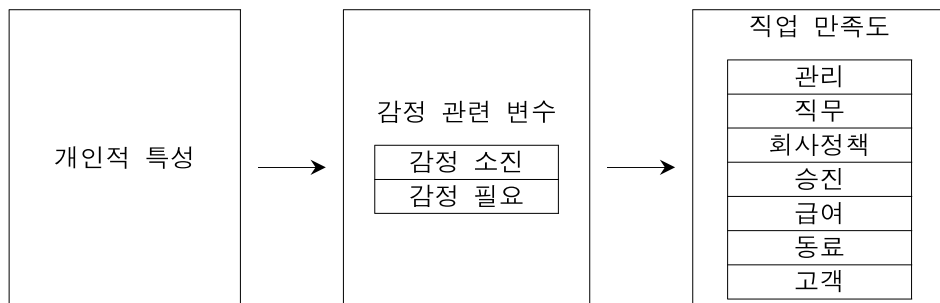 개인적 특성
감정 관련 변수
감정 소진
감정 필요
직업 만족도
관리
직무
회사정책
승진
급여
동료
고객